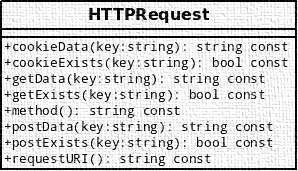 HTTPRequest
+cookieData(key:string): string const
+cookieExists(key:string): bool const
+getData(key:string): string const
+getExists(key:string): bool const
+method(): string const
+postData(key:string): string const
+postExists(key:string): bool const
+requestURI(): string const